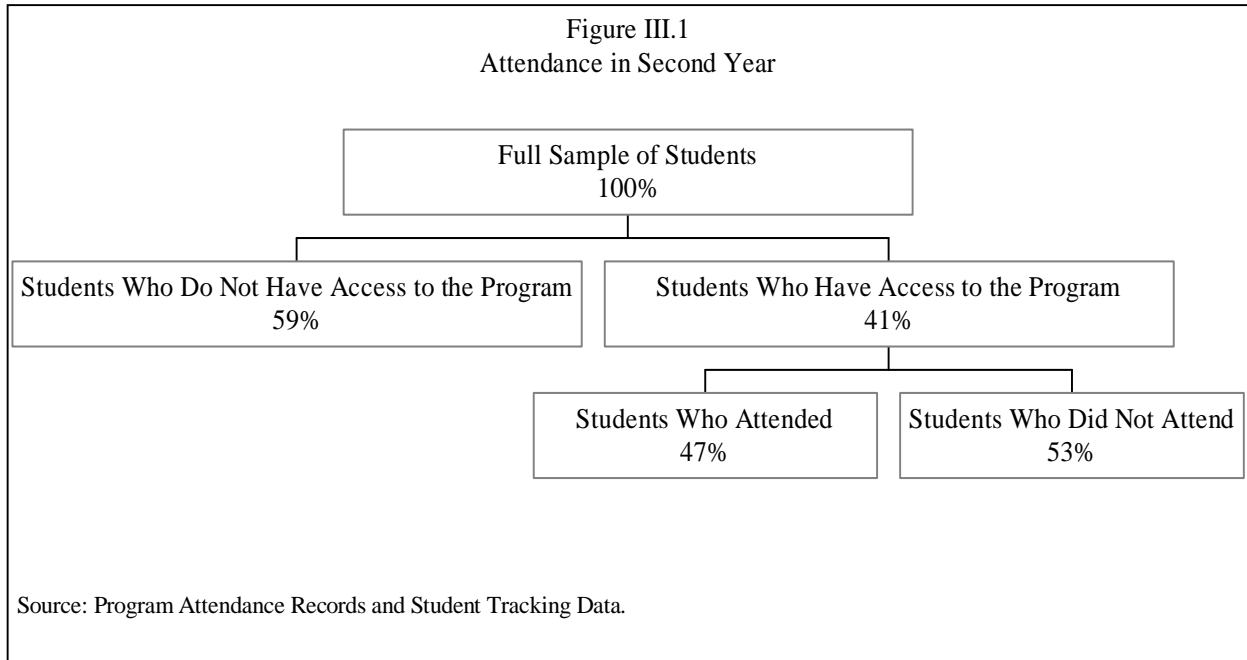 Figure III.1
Attendance in Second Year
Full Sample of Students
100%
Students Who Do Not Have Access to the Program
59%
Students Who Have Access to the Program
41%
Students Who Attended
47%
Students Who Did Not Attend
53%
Source: Program Attendance Records and Student Tracking Data.